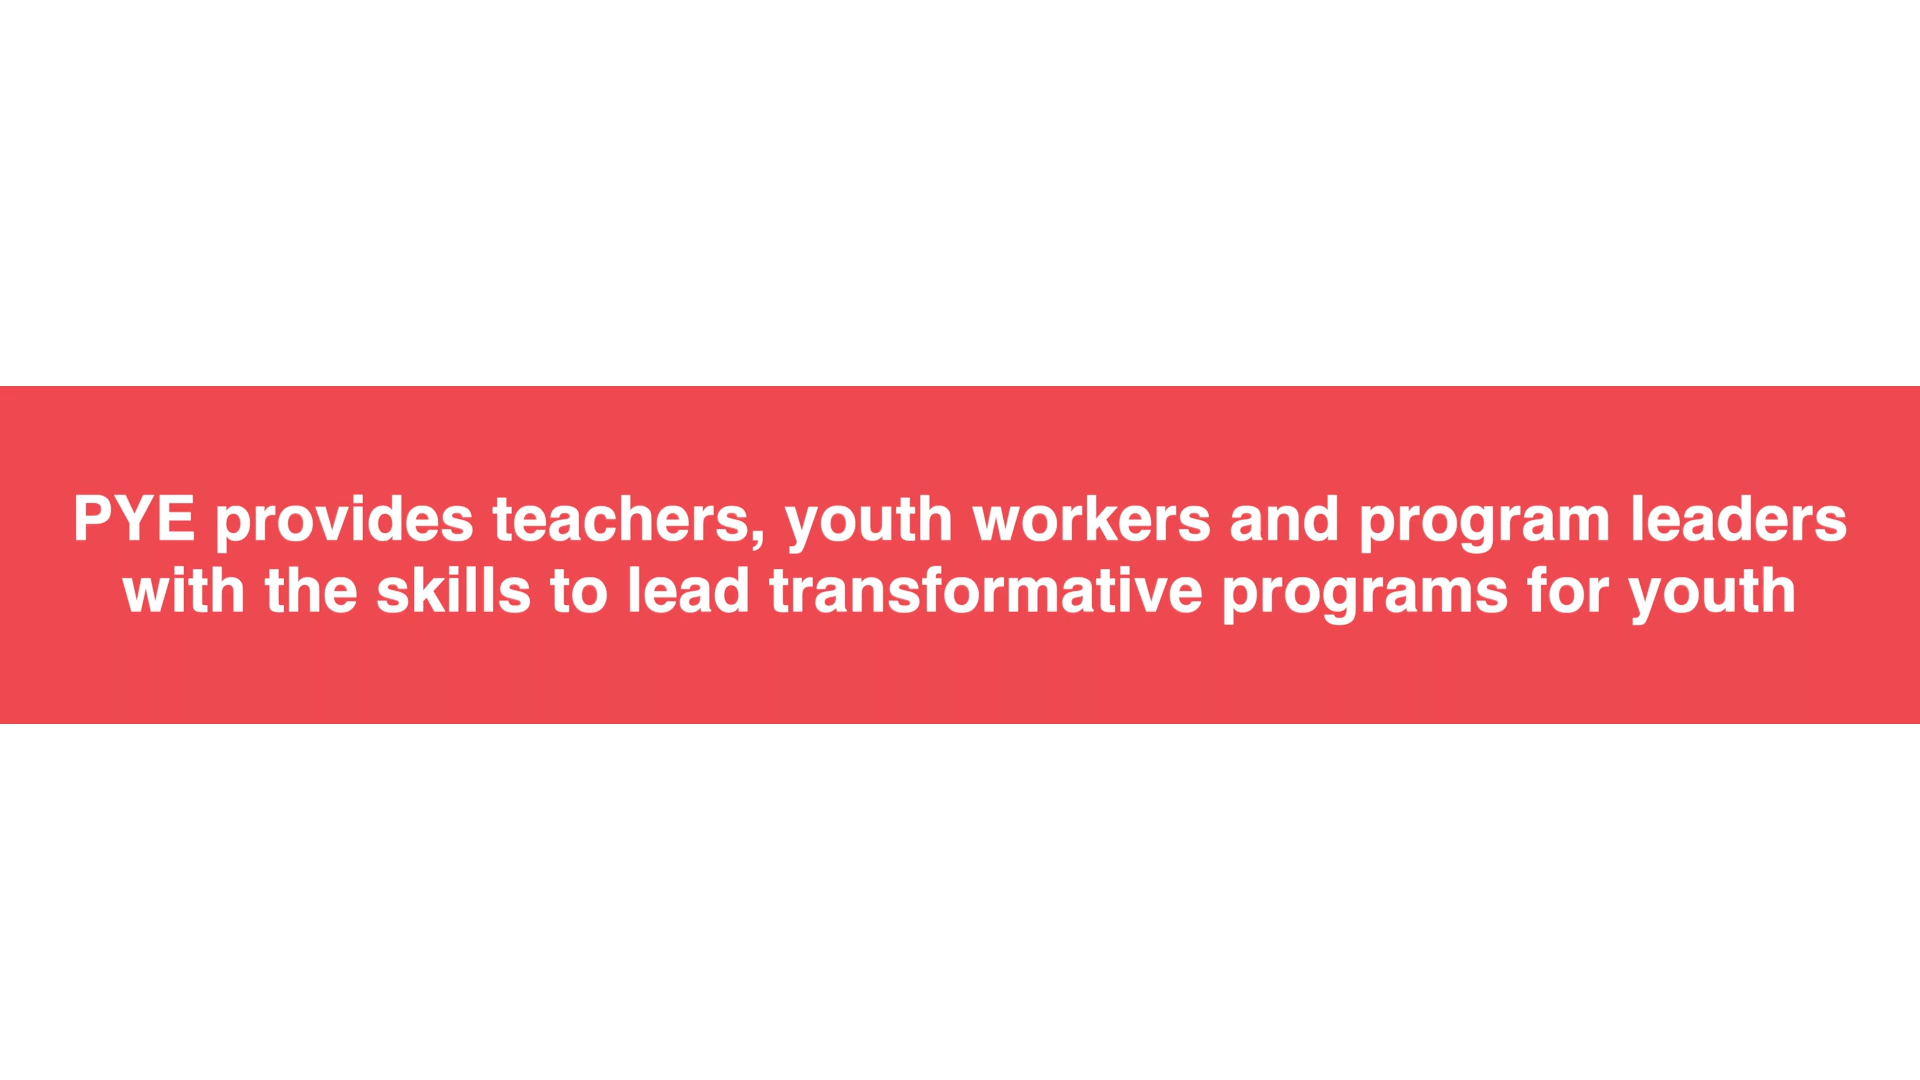 PYE provides teachers, youth workers and program leaders
with the skills to lead transformative programs for youth